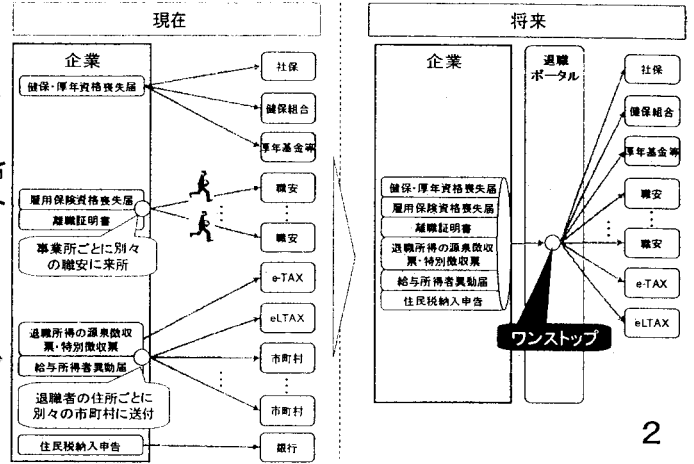 現在
企業
健保・厚年資格喪失届
雇用保険資格喪失届
離職証明書
事業所ごとに別々
の職安に来所
退職所得の源泉徴収
票・特別徴収票
給与所得者異動届
退職者の住所ごとに
別々の市町村に送付
住民税納入申告
社保
健保組合
厚年基金等
職安
職安
e-TAX
eLTAX
市町村
市町村
銀行
将来
企業
健保・厚年資格喪失届
雇用保険資格喪失届
離職証明書
退職所得の源泉徴収
票・特別徴収票
給与所得者異動届
住民税納入申告
退職
ポータル
ワンストップ
社保
健保組合
厚年基金等
職安
職安
e-TAX
eLTAX
2